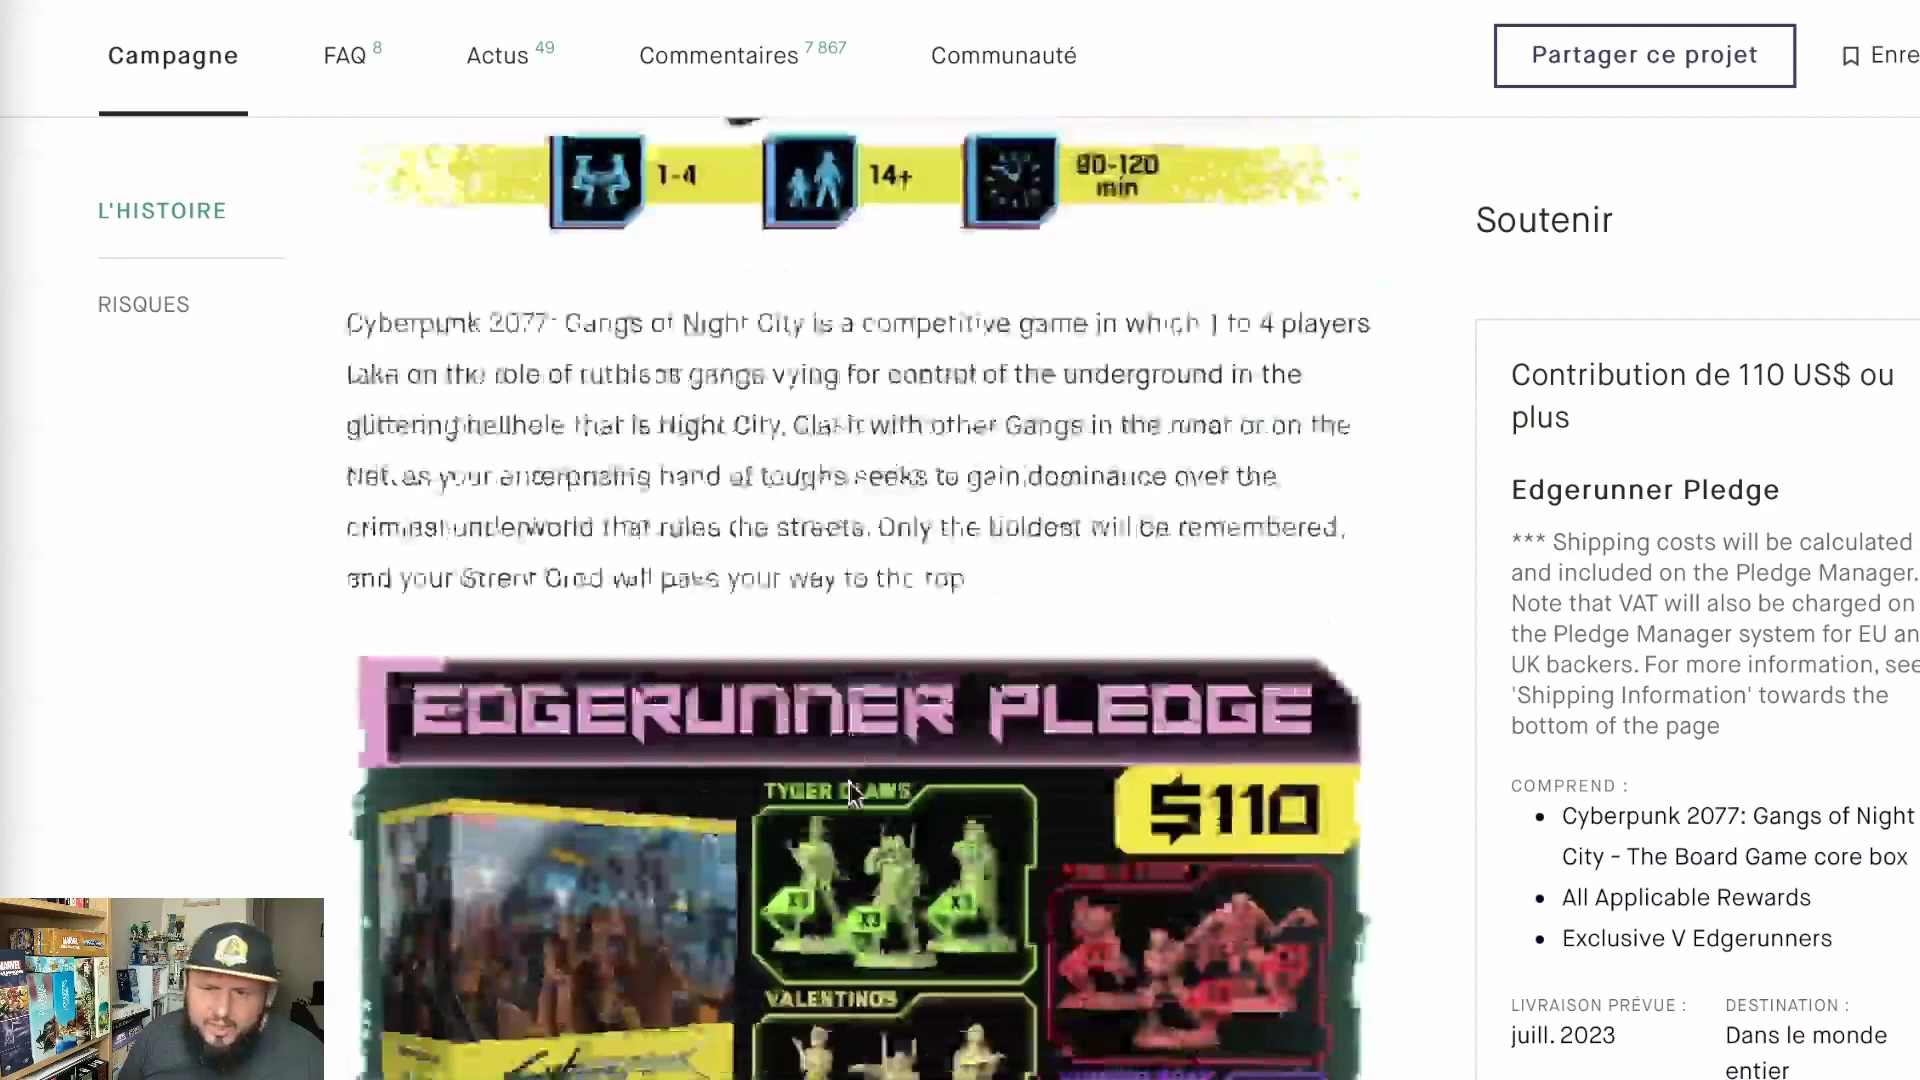 Campagne
FAQ 8
Actus 49
Commentaires 7 867
Communauté
Partager ce projet
Enre
1-4
14+
90-120
min
L'HISTOIRE
RISQUES
Cyberpunk 2077: Gangs of Night City is a competitive game in which 1 to 4 players
take on the role of ruthless gangs vying for control of the underground in the
glittering hellhole that is Night City. Clash with other Gangs in the meat or on the
Net, as your enterprising band of toughs seeks to gain dominance over the
criminal underworld that rules the streets. Only the boldest will be remembered,
and your Street Cred will pave your way to the top
EDGERUNNER PLEDGE
$110
TYGER CLAWS
X3
X3
X3
VALENTINOS
Soutenir
Contribution de 110 US$ ou
plus
Edgerunner Pledge
*** Shipping costs will be calculated
and included on the Pledge Manager.
Note that VAT will also be charged on
the Pledge Manager system for EU an
UK backers. For more information, see
'Shipping Information' towards the
bottom of the page
COMPREND :
• Cyberpunk 2077: Gangs of Night
City - The Board Game core box
• All Applicable Rewards
• Exclusive V Edgerunners
LIVRAISON PRÉVUE :
juill. 2023
DESTINATION :
Dans le monde
entier
MARVEL